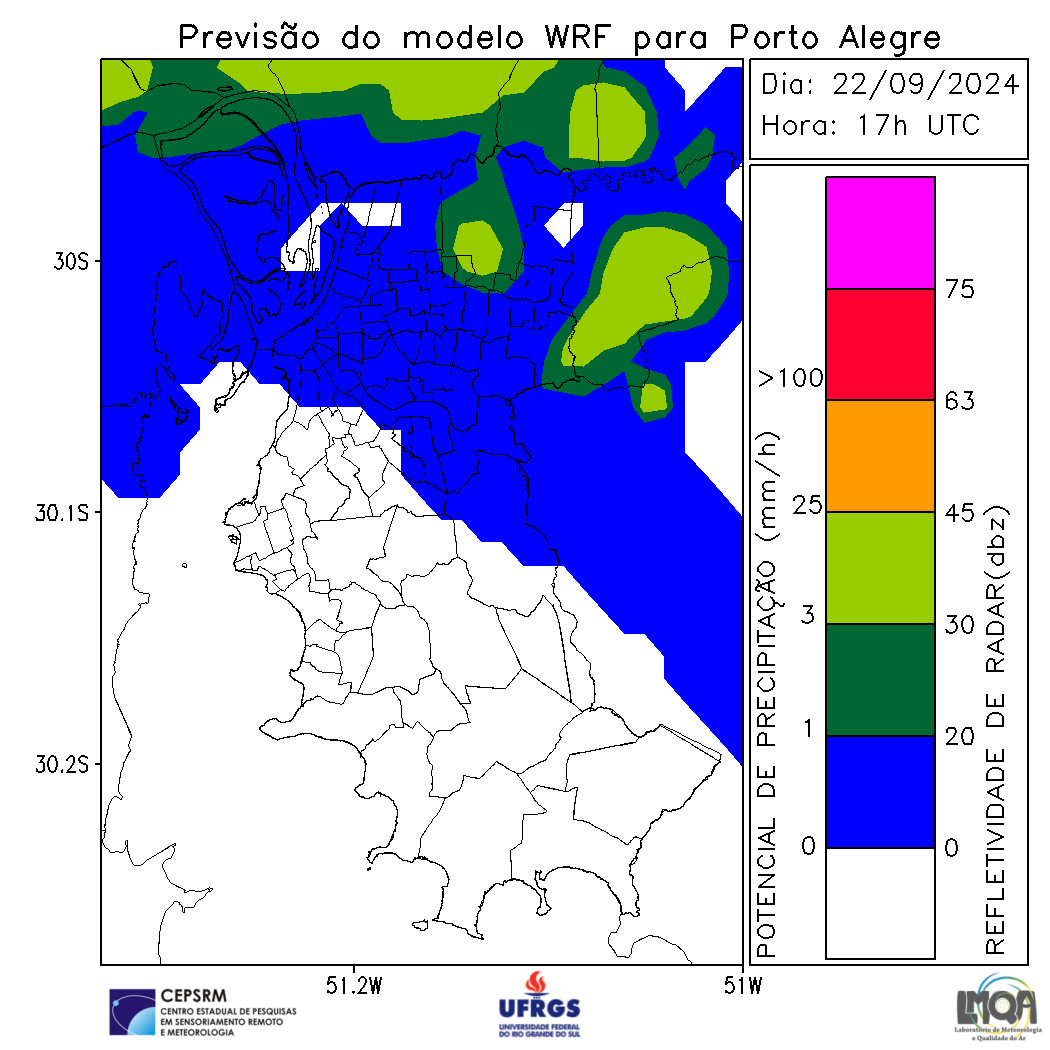 Previsão do modelo WRF para Porto Alegre
Dia: 22/09/2024
Hora: 17h UTC
30S
30.1S
30.2S
51.2W
51W
POTENCIAL DE PRECIPITAÇÃO (mm/h)
>100
25
3
1
0
75
63
45
30
20
0
REFLETIVIDADE DE RADAR(dbz)
CEPSRM
CENTRO ESTADUAL DE PESQUISAS
EM SENSORIAMENTO REMOTO
E METEOROLOGIA
UFRGS
UNIVERSIDADE FEDERAL
DO RIO GRANDE DO SUL
LMQA
Laboratório de Meteorologia
e Qualidade do Ar